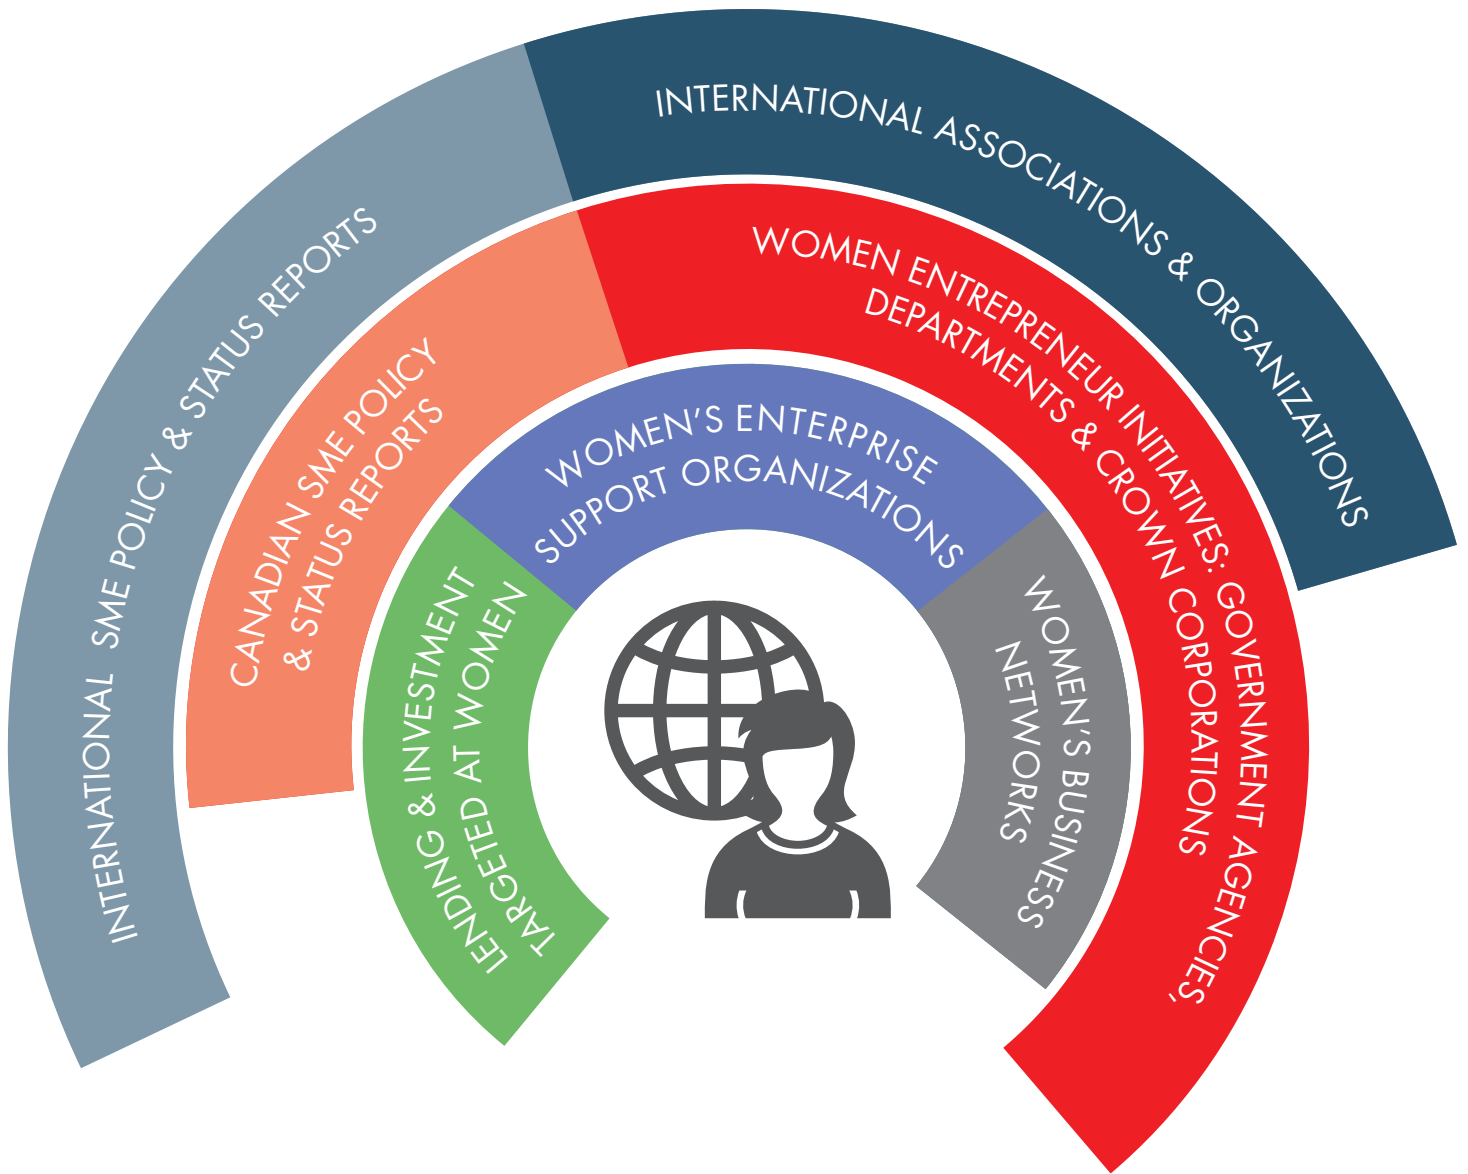 INTERNATIONAL SME POLICY & STATUS REPORTS
INTERNATIONAL ASSOCIATIONS & ORGANIZATIONS
CANADIAN SME POLICY
& STATUS REPORTS
WOMEN ENTREPRENEUR INITIATIVES: GOVERNMENT AGENCIES,
DEPARTMENTS & CROWN CORPORATIONS
LENDING & INVESTMENT
TARGETED AT WOMEN
WOMEN'S ENTERPRISE
SUPPORT ORGANIZATIONS
WOMEN'S BUSINESS
NETWORKS